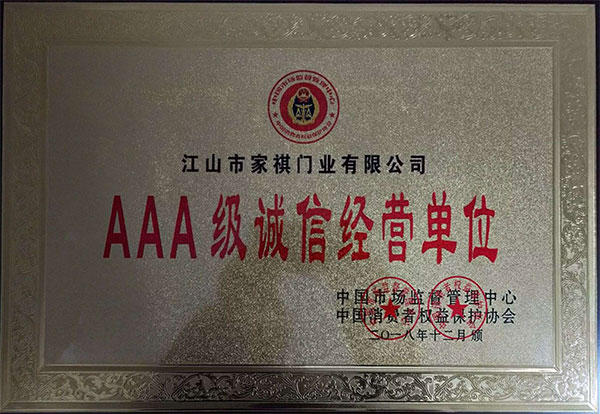 江山市家祺门业有限公司
AAA级诚信经营单位
中国市场监督管理中心
中国消费者权益保护协会
二〇一八年十二月颁